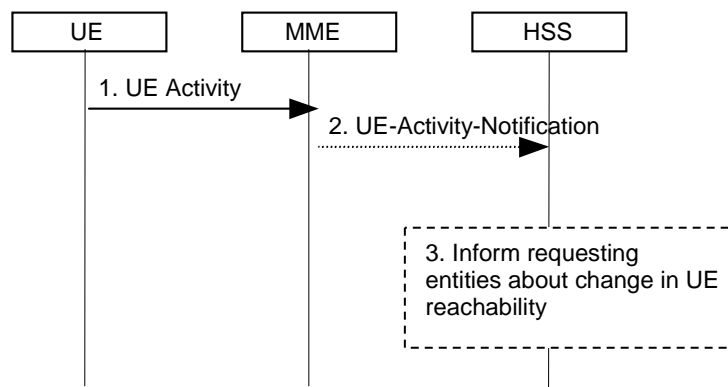 UE
MME
HSS
1. UE Activity
2. UE-Activity-Notification
3. Inform requesting
entities about change in UE
reachability